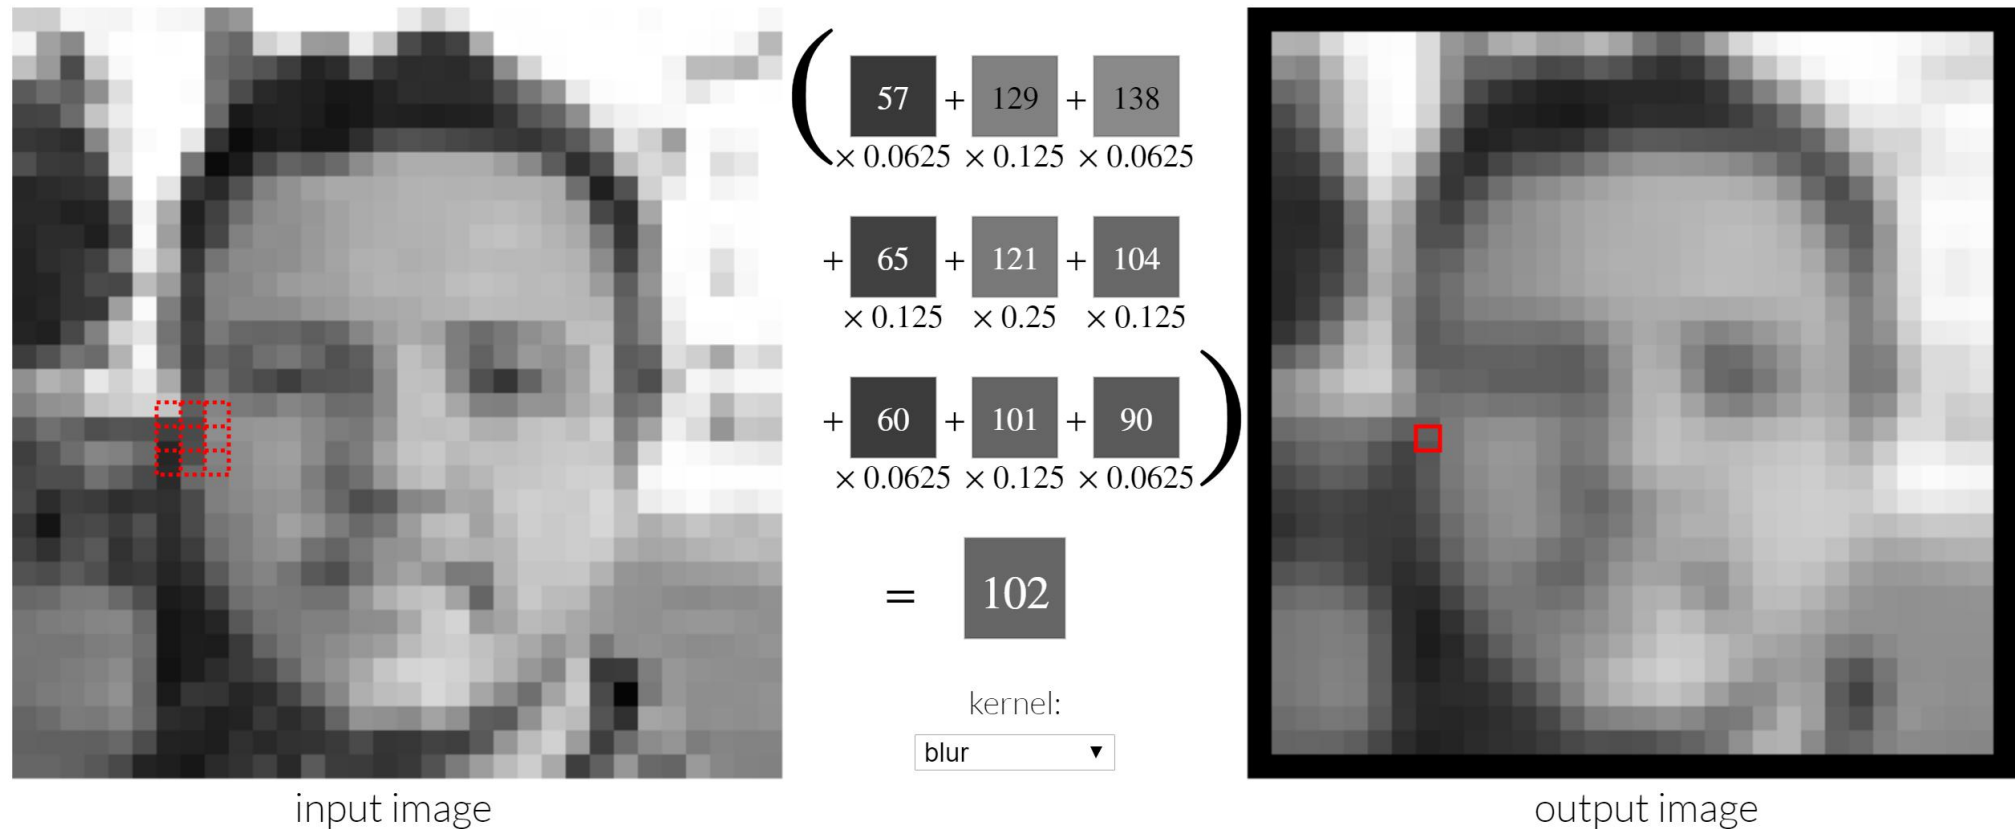 ( 57 + 129 + 138
× 0.0625 × 0.125 × 0.0625
+ 65 + 121 + 104
× 0.125 × 0.25 × 0.125
+ 60 + 101 + 90 )
× 0.0625 × 0.125 × 0.0625
= 102
kernel:
blur ▼
input image
output image